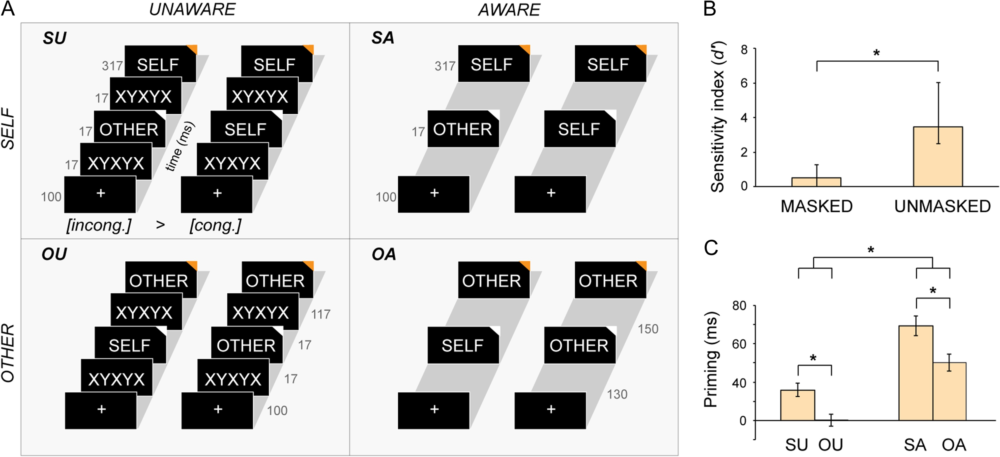 A
UNAWARE
AWARE
SELF
OTHER
SU
317
SELF
SELF
17
XYXYX
XYXYX
17
OTHER
SELF
time (ms)
17
XYXYX
XYXYX
100
+
+
[incong.] > [cong.]
SA
317
SELF
SELF
17
OTHER
SELF
100
+
+
OU
OTHER
OTHER
XYXYX
XYXYX
117
SELF
OTHER
17
XYXYX
XYXYX
17
+
+
100
OA
OTHER
OTHER
150
SELF
OTHER
130
+
+
B
Sensitivity index (d')
8
6
4
2
0
*
MASKED
UNMASKED
C
Priming (ms)
80
60
40
0
*
*
*
SU
OU
SA
OA